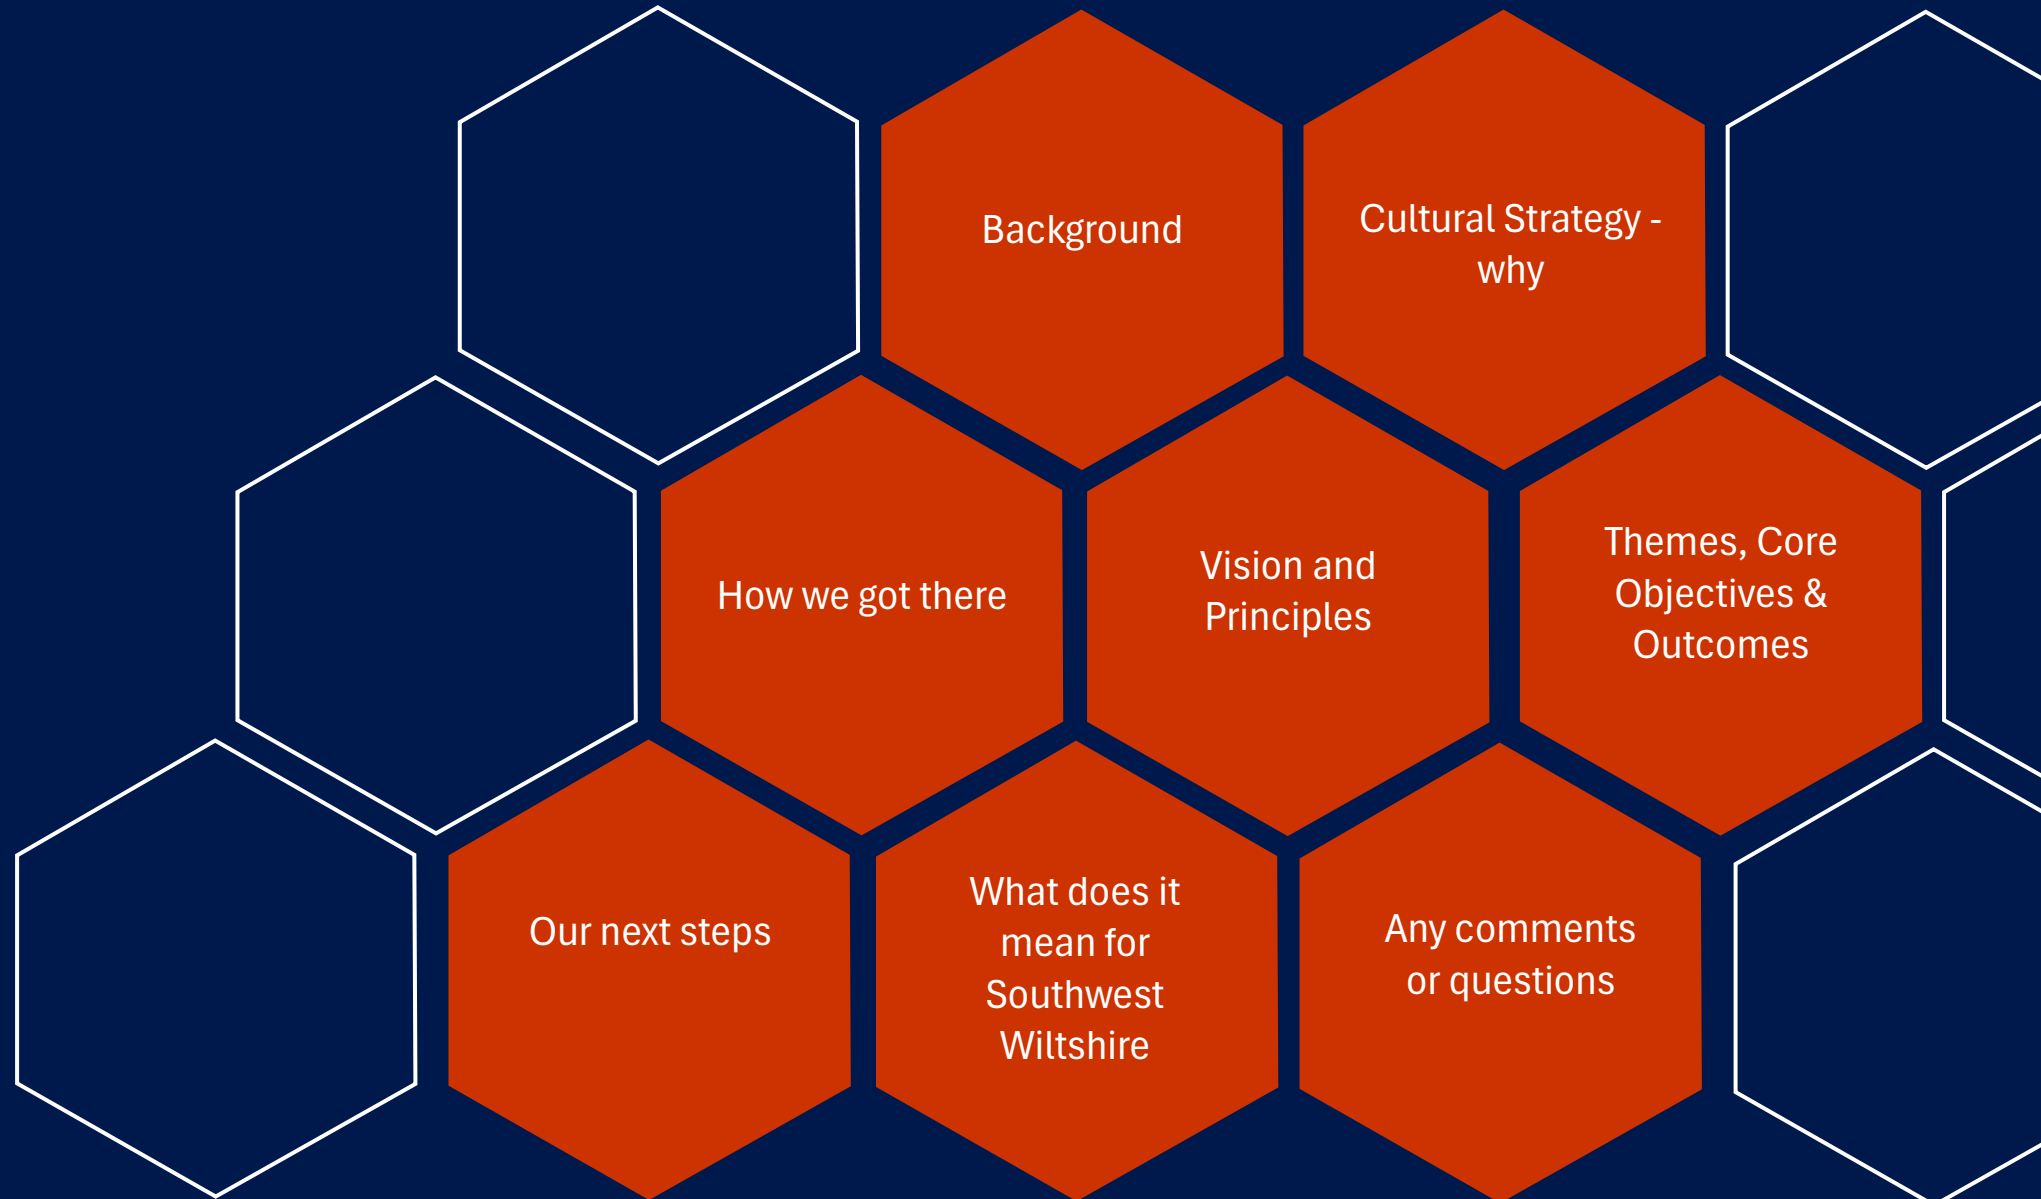 Background
Cultural Strategy -
why
How we got there
Vision and
Principles
Themes, Core
Objectives &
Outcomes
Our next steps
What does it
mean for
Southwest
Wiltshire
Any comments
or questions